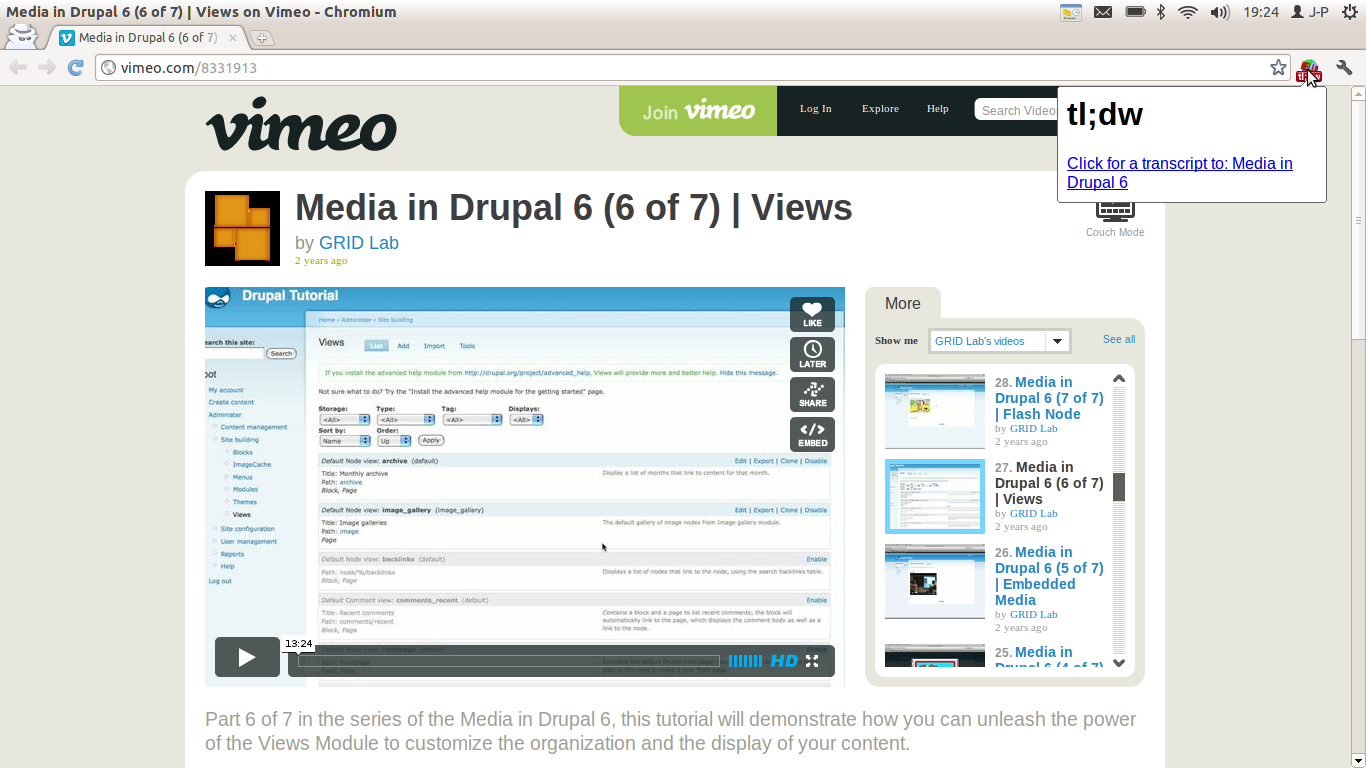 Media in Drupal 6 (6 of 7) | Views on Vimeo - Chromium
19:24 J-P
Media in Drupal 6 (6 of 7)
vimeo.com/8331913
vimeo
Join vimeo
Log In Explore Help
Search Videos
tl;dw
Click for a transcript to: Media in
Drupal 6
Couch Mode
Media in Drupal 6 (6 of 7) | Views
by GRID Lab
2 years ago
Drupal Tutorial
Home » Administer » Site building
earch this site:
Search
oot
My account
Create content
Administer
Content management
Site building
Blocks
ImageCache
Menus
Modules
Themes
Views
Site configuration
User management
Reports
Help
Log out
Views List Add Import Tools
If you install the advanced help module from http://drupal.org/project/advanced_help, Views will provide more and better help. Hide this message.
Not sure what to do? Try the "Install the advanced help module for the getting started" page.
Storage: Type: Tag: Displays:
<All> <All> <All> <All>
Sort by: Order:
Name Up Apply
Default Node view: archive (default) Edit | Export | Clone | Disable
Title: Monthly archive Display a list of months that link to content for that month.
Path: archive
Block, Page
Default Node view: image_gallery (image_gallery) Edit | Export | Clone | Disable
Title: Image galleries The default gallery of image nodes from Image gallery module.
Path: image
Page
Default Node view: backlinks (default) Enable
Path: node/%/backlinks Displays a list of nodes that link to the node, using the search backlinks table.
Block, Page
Default Comment view: comments_recent (default) Enable
Title: Recent comments Contains a block and a page to list recent comments; the block will
Path: comments/recent automatically link to the page, which displays the comment body as well as a
Block, Page link to the node.
LIKE
LATER
SHARE
EMBED
13:24
HD
More
Show me GRID Lab's videos See all
28. Media in
Drupal 6 (7 of 7)
| Flash Node
by GRID Lab
2 years ago
27. Media in
Drupal 6 (6 of 7)
| Views
by GRID Lab
2 years ago
26. Media in
Drupal 6 (5 of 7)
| Embedded
Media
by GRID Lab
2 years ago
25. Media in
Drupal 6 (4 of 7)
Part 6 of 7 in the series of the Media in Drupal 6, this tutorial will demonstrate how you can unleash the power
of the Views Module to customize the organization and the display of your content.